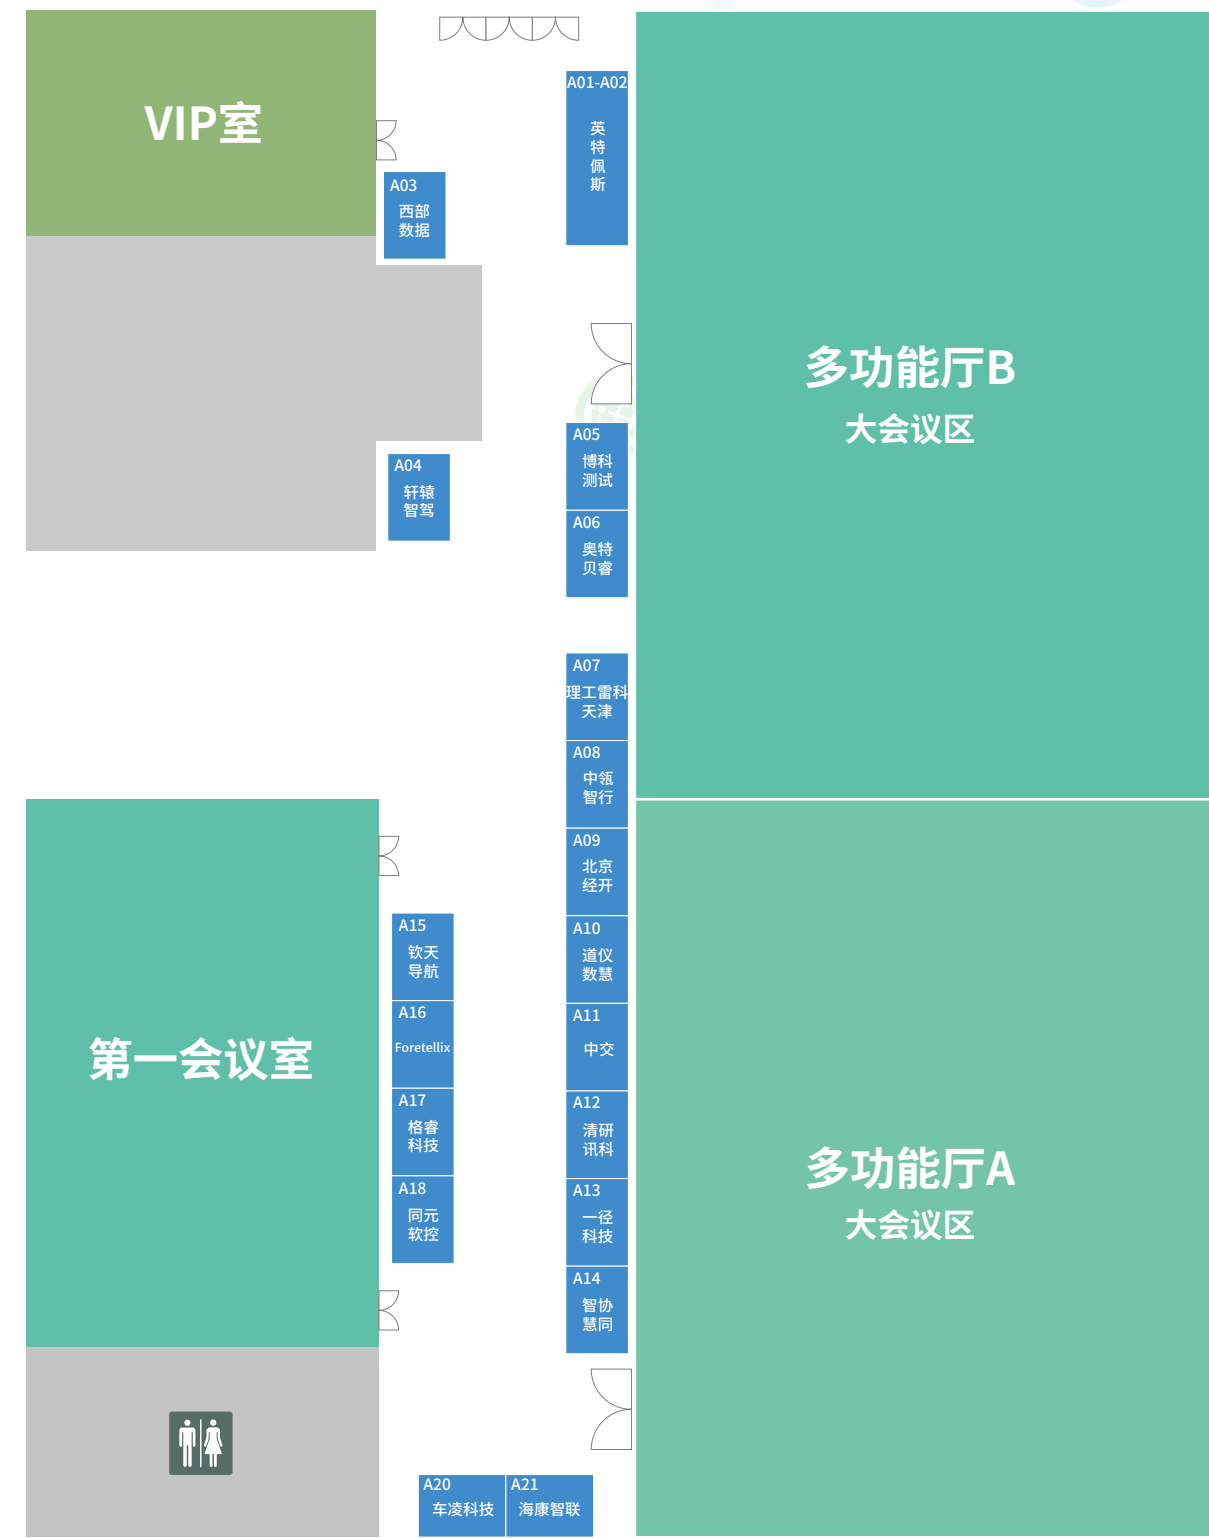 VIP室
A01-A02
英
特
佩
斯
A03
西部
数据
多功能厅B
大会议区
A04
轩辕
智驾
A05
博科
测试
A06
奥特
贝睿
A07
理工雷科
天津
A08
中瓴
智行
A09
北京
经开
A10
道仪
数慧
A11
中交
A12
清研
讯科
A13
一径
科技
A14
智协
慧同
第一会议室
A15
钦天
导航
A16
Foretellix
A17
格睿
科技
A18
同元
软控
多功能厅A
大会议区
A20
车凌科技
A21
海康智联